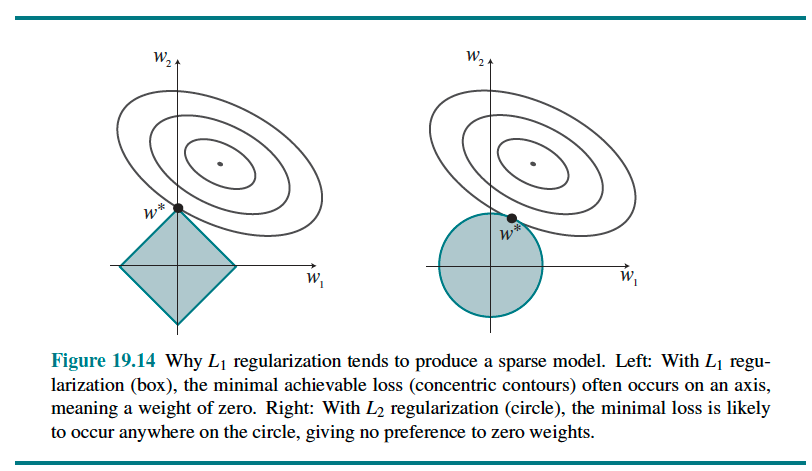 w₂
w₂
w*
w*
w₁
w₁
Figure 19.14 Why L₁ regularization tends to produce a sparse model. Left: With L₁ regu-
larization (box), the minimal achievable loss (concentric contours) often occurs on an axis,
meaning a weight of zero. Right: With L₂ regularization (circle), the minimal loss is likely
to occur anywhere on the circle, giving no preference to zero weights.